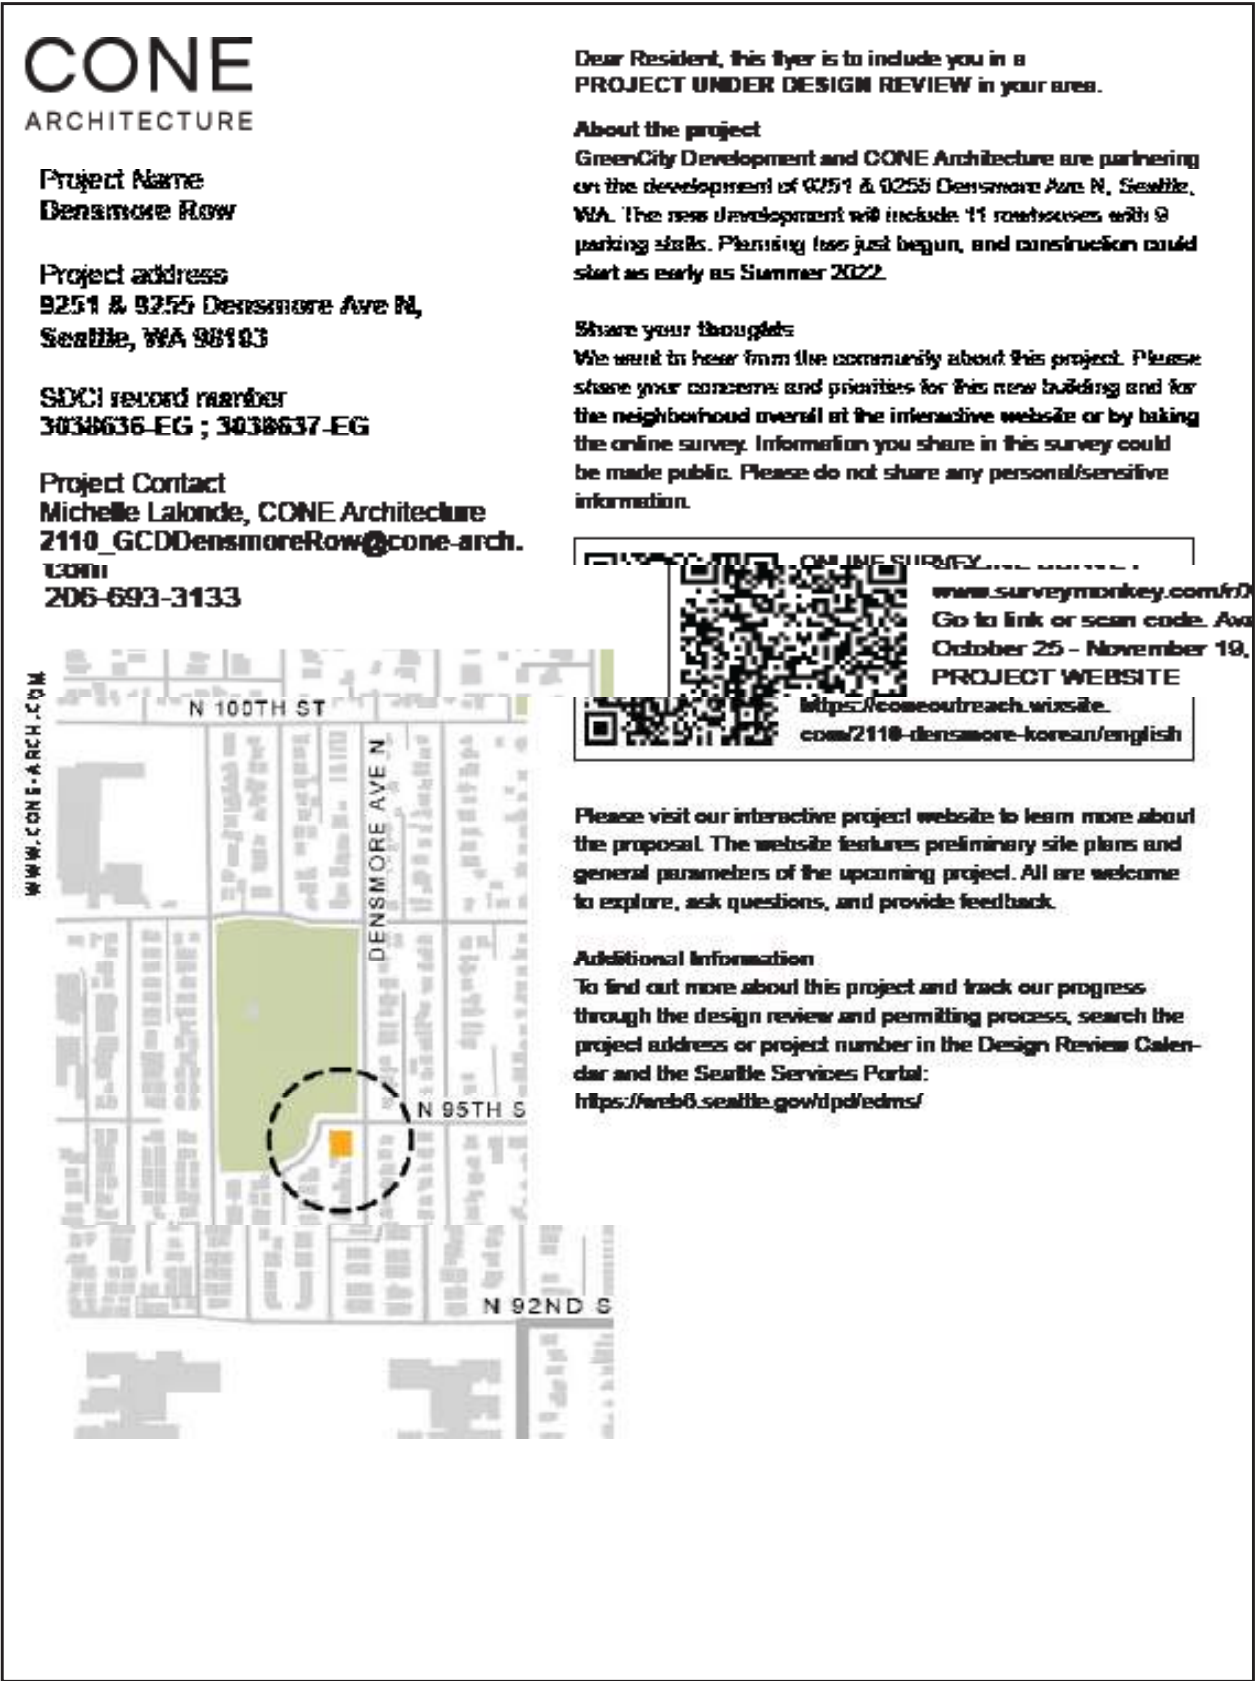 CONE
ARCHITECTURE
Project Name
Densmore Row
Project address
9251 & 9255 Densmore Ave N,
Seattle, WA 98103
SDCI record number
3038636-EG ; 3038637-EG
Project Contact
Michelle Lalonde, CONE Architecture
2110_GCDDensmoreRow@cone-arch.
com
206-693-3133
WWW.CONE-ARCH.COM
N 100TH ST
DENSMORE AVE N
N 95TH S
N 92ND S
Dear Resident, this flyer is to include you in a
PROJECT UNDER DESIGN REVIEW in your area.
About the project
GreenCity Development and CONE Architecture are partnering
on the development of 9251 & 9255 Densmore Ave N, Seattle,
WA. The new development will include 11 rowhouses with 9
parking stalls. Planning has just begun, and construction could
start as early as Summer 2022.
Share your thoughts
We want to hear from the community about this project. Please
share your concerns and priorities for this new building and for
the neighborhood overall at the interactive website or by taking
the online survey. Information you share in this survey could
be made public. Please do not share any personal/sensitive
information.
ONLINE SURVEY
www.surveymonkey.com/r/
Go to link or scan code.
October 25 - November 19,
PROJECT WEBSITE
https://coneoutreach.wixsite.
com/2110-densmore-korean/english
Please visit our interactive project website to learn more about
the proposal. The website features preliminary site plans and
general parameters of the upcoming project. All are welcome
to explore, ask questions, and provide feedback.
Additional Information
To find out more about this project and track our progress
through the design review and permitting process, search the
project address or project number in the Design Review Calen-
dar and the Seattle Services Portal:
https://web6.seattle.gov/dpd/edms/